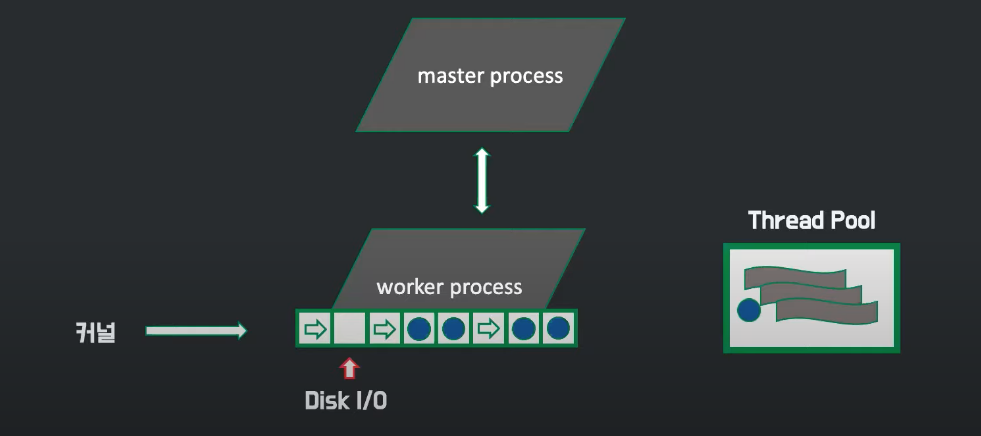 master process
Thread Pool
worker process
커널
Disk I/O